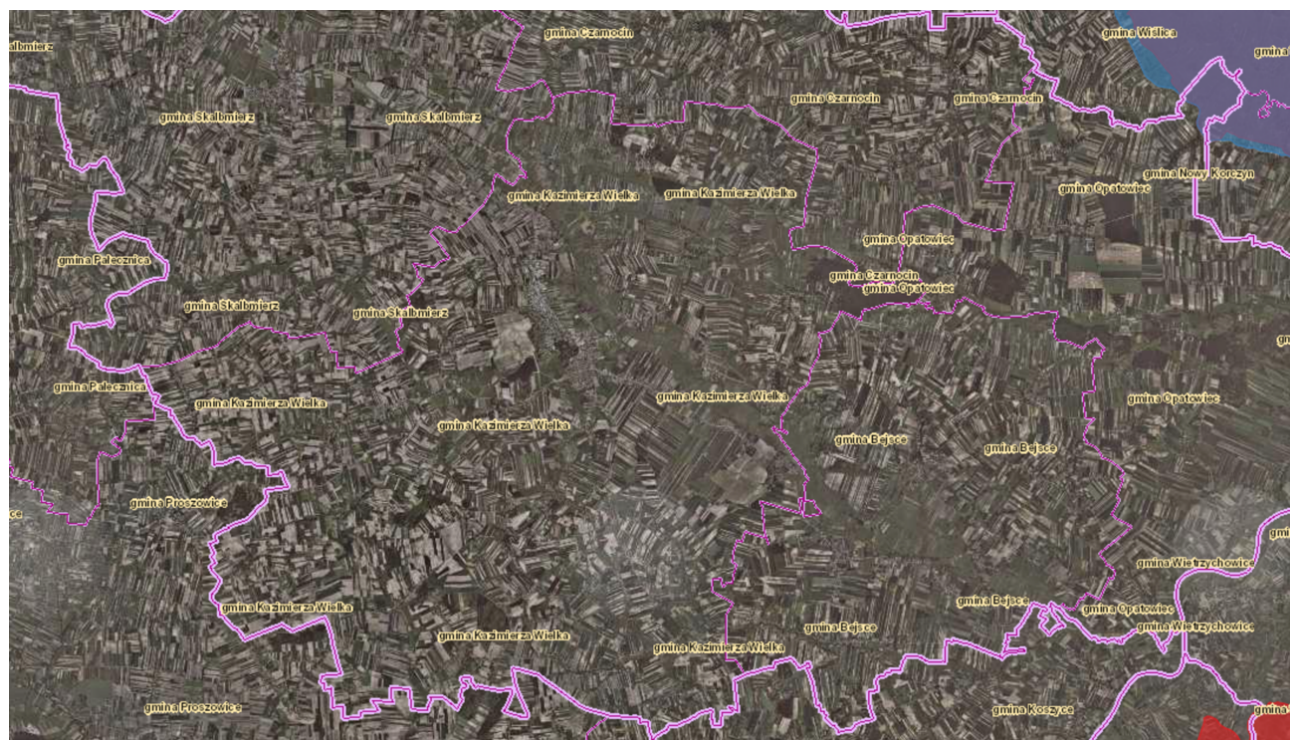 gmina Czarnocin
gmina Wiślica
gmina
gmina Czarnocin
gmina Czarnocin
gmina Skalbmierz
gmina Skalbmierz
gmina Nowy Korczyn
gmina Opatowiec
gmina Kazimierza Wielka
gmina Kazimierza Wielka
gmina Opatowiec
gmina Pałecznica
gmina Czarnocin
gmina Opatowiec
gmina Skalbmierz
gmina Skalbmierz
gmina Pałecznica
gmina Kazimierza Wielka
gmina Kazimierza Wielka
gmina Opatowiec
gmina Kazimierza Wielka
gmina Bejsce
gmina Bejsce
gmina Proszowice
gmina Wietrzychowice
gmina Kazimierza Wielka
gmina Bejsce
gmina Opatowiec
gmina Kazimierza Wielka
gmina Bejsce
gmina Wietrzychowice
gmina Kazimierza Wielka
gmina Proszowice
gmina Koszyce
gmina